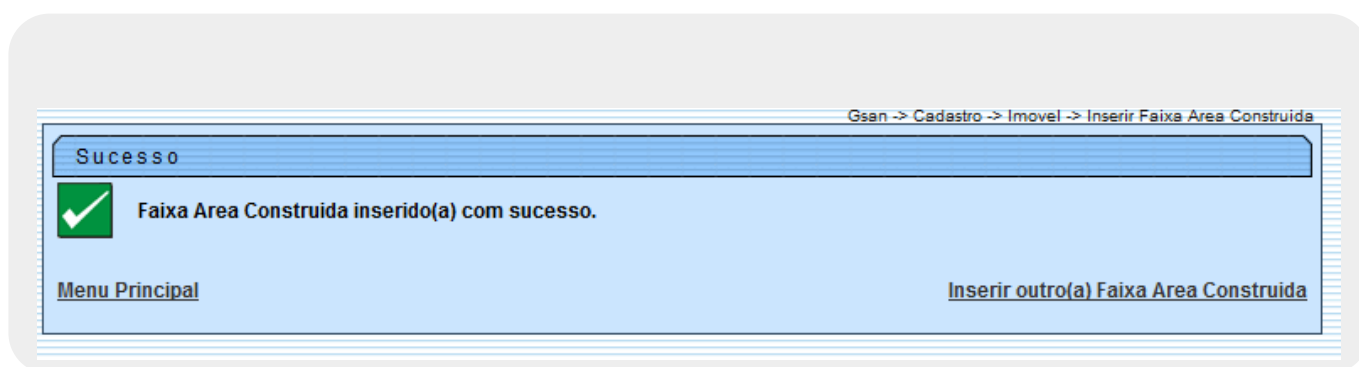 Gsan -> Cadastro -> Imovel -> Inserir Faixa Area Construida
Sucesso
Faixa Area Construida inserido(a) com sucesso.
Menu Principal
Inserir outro(a) Faixa Area Construida